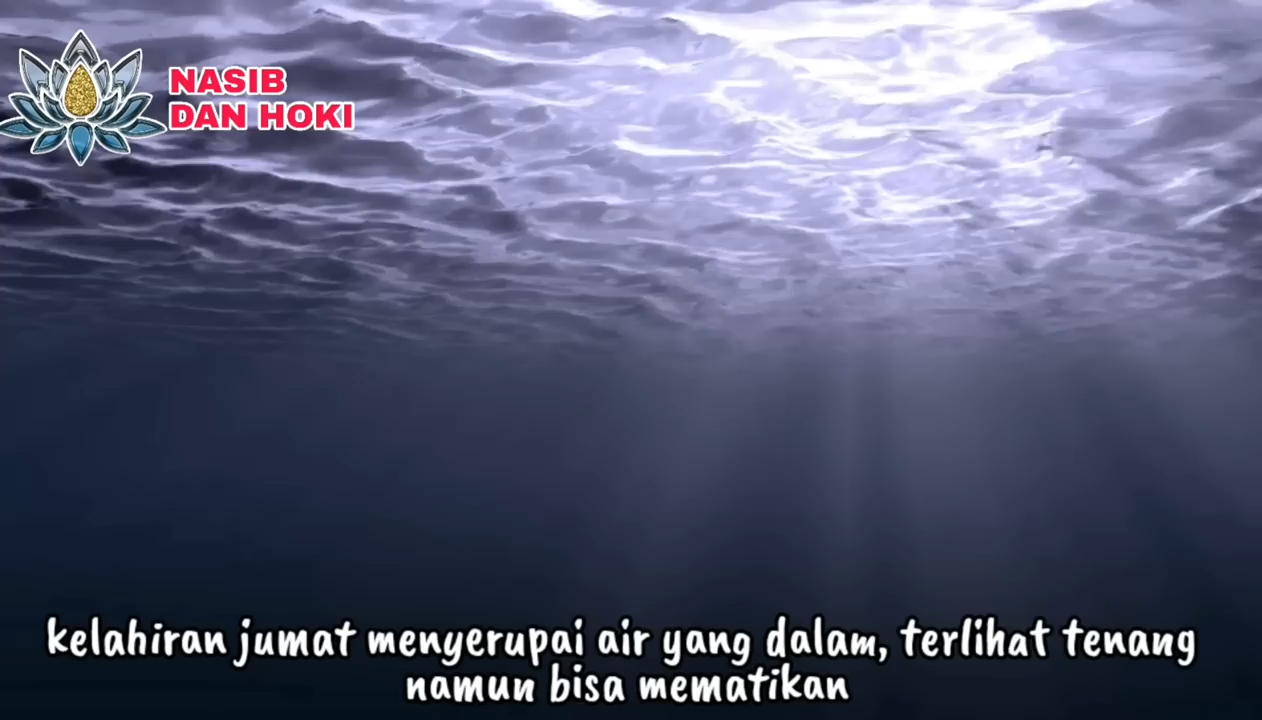 NASIB
DAN HOKI
kelahiran jumat menyerupai air yang dalam, terlihat tenang
namun bisa mematikan